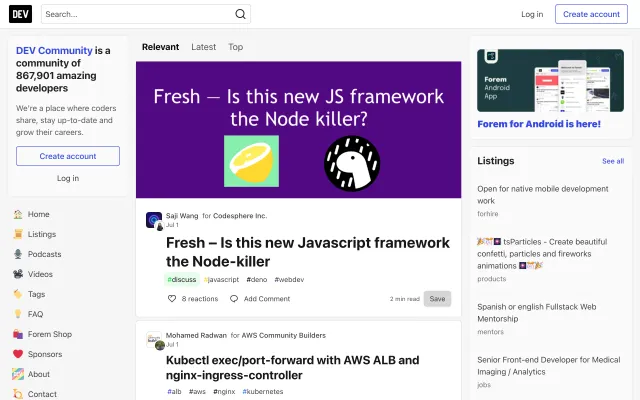 DEV
Search...
Log in
Create account
DEV Community is a
community of
867,901 amazing
developers
We're a place where coders
share, stay up-to-date and
grow their careers.
Create account
Log in
Home
Listings
Podcasts
Videos
Tags
FAQ
Forem Shop
Sponsors
About
Contact
Relevant
Latest
Top
Fresh — Is this new JS framework
the Node killer?
Saji Wang for Codesphere Inc.
Jul 1
Fresh – Is this new Javascript framework
the Node-killer
#discuss #javascript #deno #webdev
8 reactions
Add Comment
2 min read
Save
Mohamed Radwan for AWS Community Builders
Jul 1
Kubectl exec/port-forward with AWS ALB and
nginx-ingress-controller
#alb #aws #nginx #kubernetes
Forem
Android
App
Forem for Android is here!
Listings
See all
Open for native mobile development
work
forhire
🎉🎊🎆 tsParticles - Create beautiful
confetti, particles and fireworks
animations 🎆🎊🎉
products
Spanish or english Fullstack Web
Mentorship
mentors
Senior Front-end Developer for Medical
Imaging / Analytics
jobs